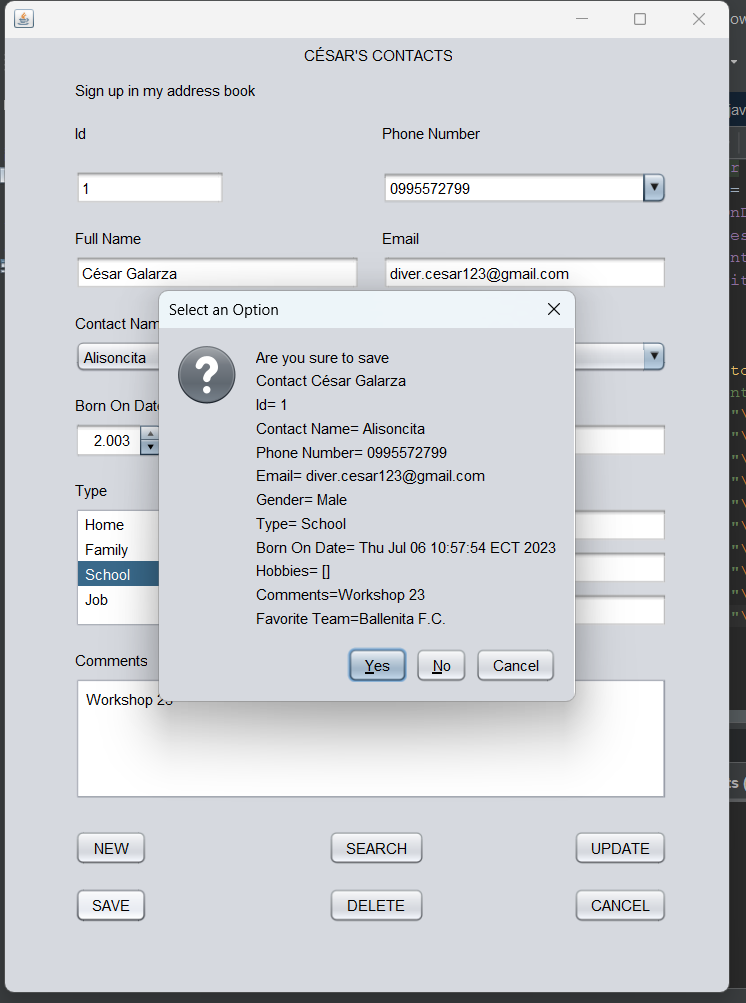 CÉSAR'S CONTACTS
Sign up in my address book
Id
Phone Number
1
0995572799
Full Name
Email
César Galarza
diver.cesar123@gmail.com
Contact Nam
Alisoncita
Born On Date
2.003
Type
Home
Family
School
Job
Select an Option
Are you sure to save
Contact César Galarza
Id= 1
Contact Name= Alisoncita
Phone Number= 0995572799
Email= diver.cesar123@gmail.com
Gender= Male
Type= School
Born On Date= Thu Jul 06 10:57:54 ECT 2023
Hobbies= []
Comments=Workshop 23
Favorite Team=Ballenita F.C.
Yes
No
Cancel
Comments
Workshop 23
NEW
SEARCH
UPDATE
SAVE
DELETE
CANCEL